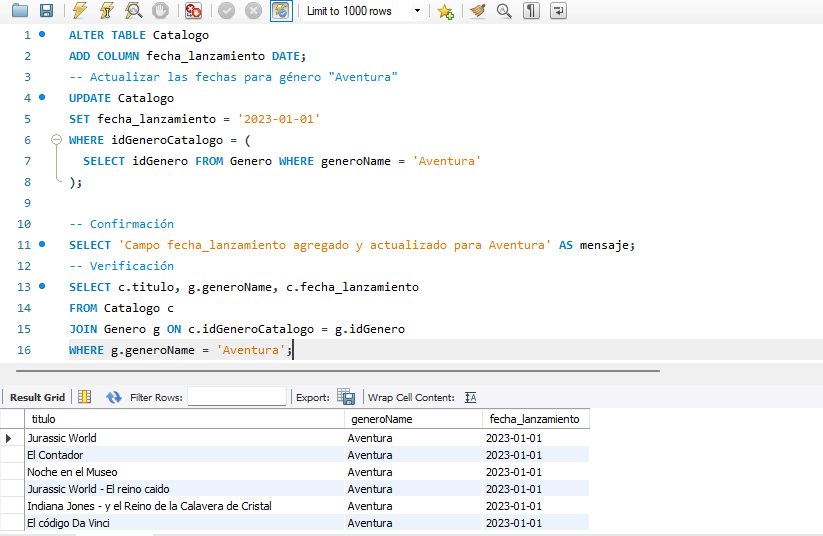 Limit to 1000 rows
1 ALTER TABLE Catalogo
2 ADD COLUMN fecha_lanzamiento DATE;
3 -- Actualizar las fechas para género "Aventura"
4 UPDATE Catalogo
5 SET fecha_lanzamiento = '2023-01-01'
6 WHERE idGeneroCatalogo = (
7 SELECT idGenero FROM Genero WHERE generoName = 'Aventura'
8 );
9
10 -- Confirmación
11 SELECT 'Campo fecha_lanzamiento agregado y actualizado para Aventura' AS mensaje;
12 -- Verificación
13 SELECT c.titulo, g.generoName, c.fecha_lanzamiento
14 FROM Catalogo c
15 JOIN Genero g ON c.idGeneroCatalogo = g.idGenero
16 WHERE g.generoName = 'Aventura';
Result Grid Filter Rows: Export: Wrap Cell Content:
titulo generoName fecha_lanzamiento
Jurassic World Aventura 2023-01-01
El Contador Aventura 2023-01-01
Noche en el Museo Aventura 2023-01-01
Jurassic World - El reino caido Aventura 2023-01-01
Indiana Jones - y el Reino de la Calavera de Cristal Aventura 2023-01-01
El código Da Vinci Aventura 2023-01-01